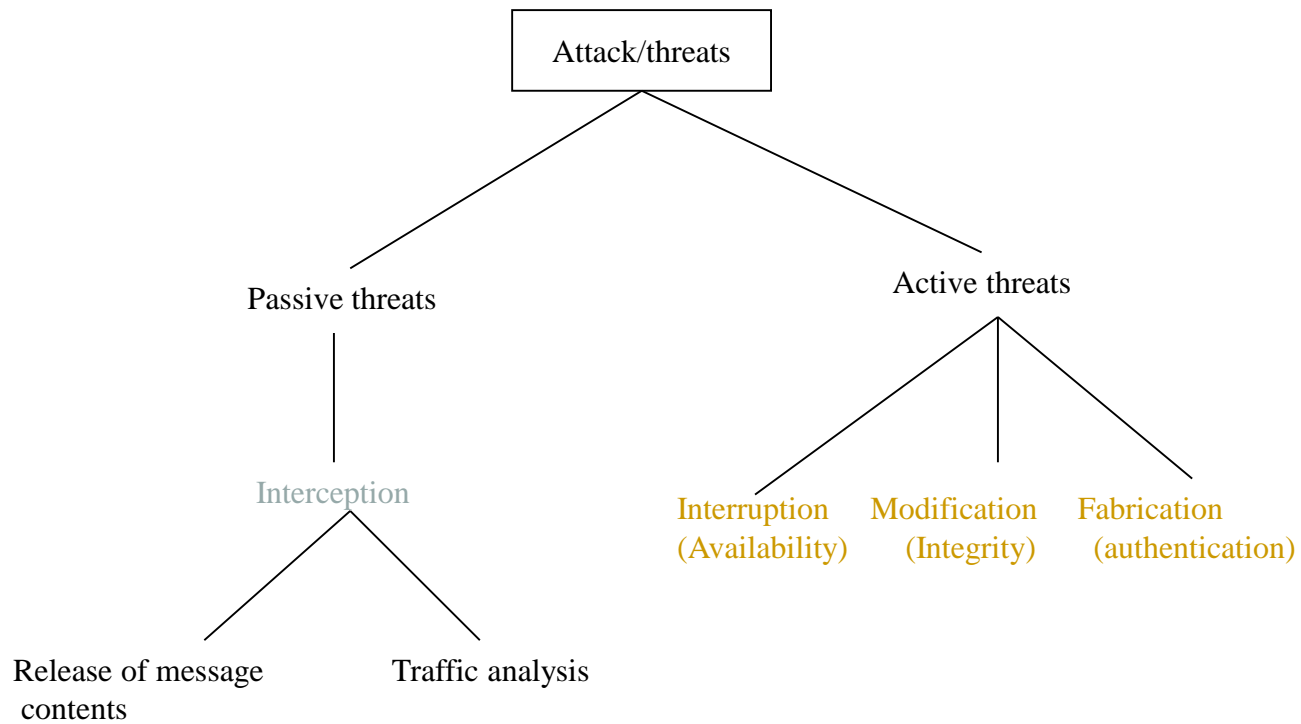 Attack/threats
Passive threats
Active threats
Interception
Interruption
(Availability)
Modification
(Integrity)
Fabrication
(authentication)
Release of message
contents
Traffic analysis